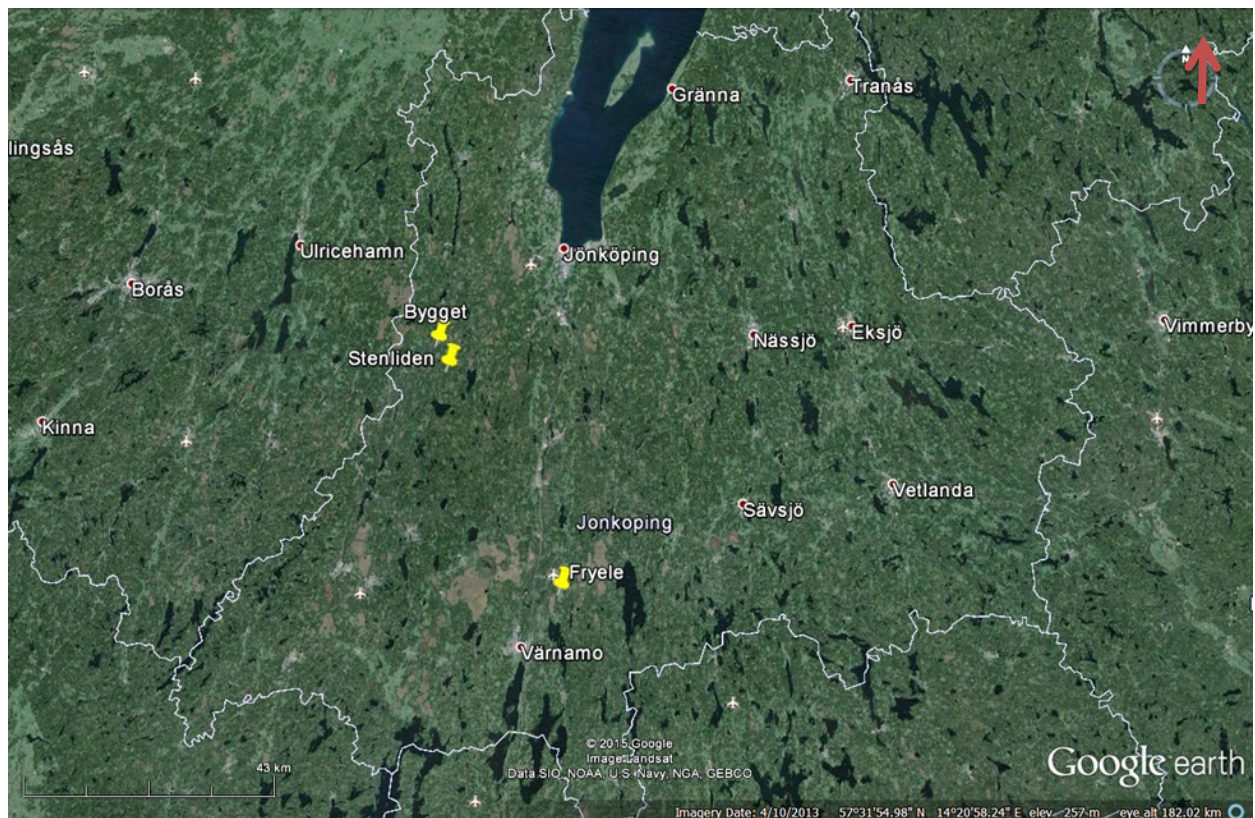 N
Gränna
Tranås
lingsås
Ulricehamn
Jönköping
Borås
Bygget
Stenliden
Nässjö
Eksjö
Vimmerby
Kinna
Vetlanda
Sävsjö
Jonkoping
Fryele
Värnamo
© 2015 Google
Image Landsat
Data SIO, NOAA, U.S. Navy, NGA, GEBCO
Google earth
43 km
Imagery Date: 4/10/2013 57°31'54.98" N 14°20'58.24" E elev 257 m eye alt 182.02 km